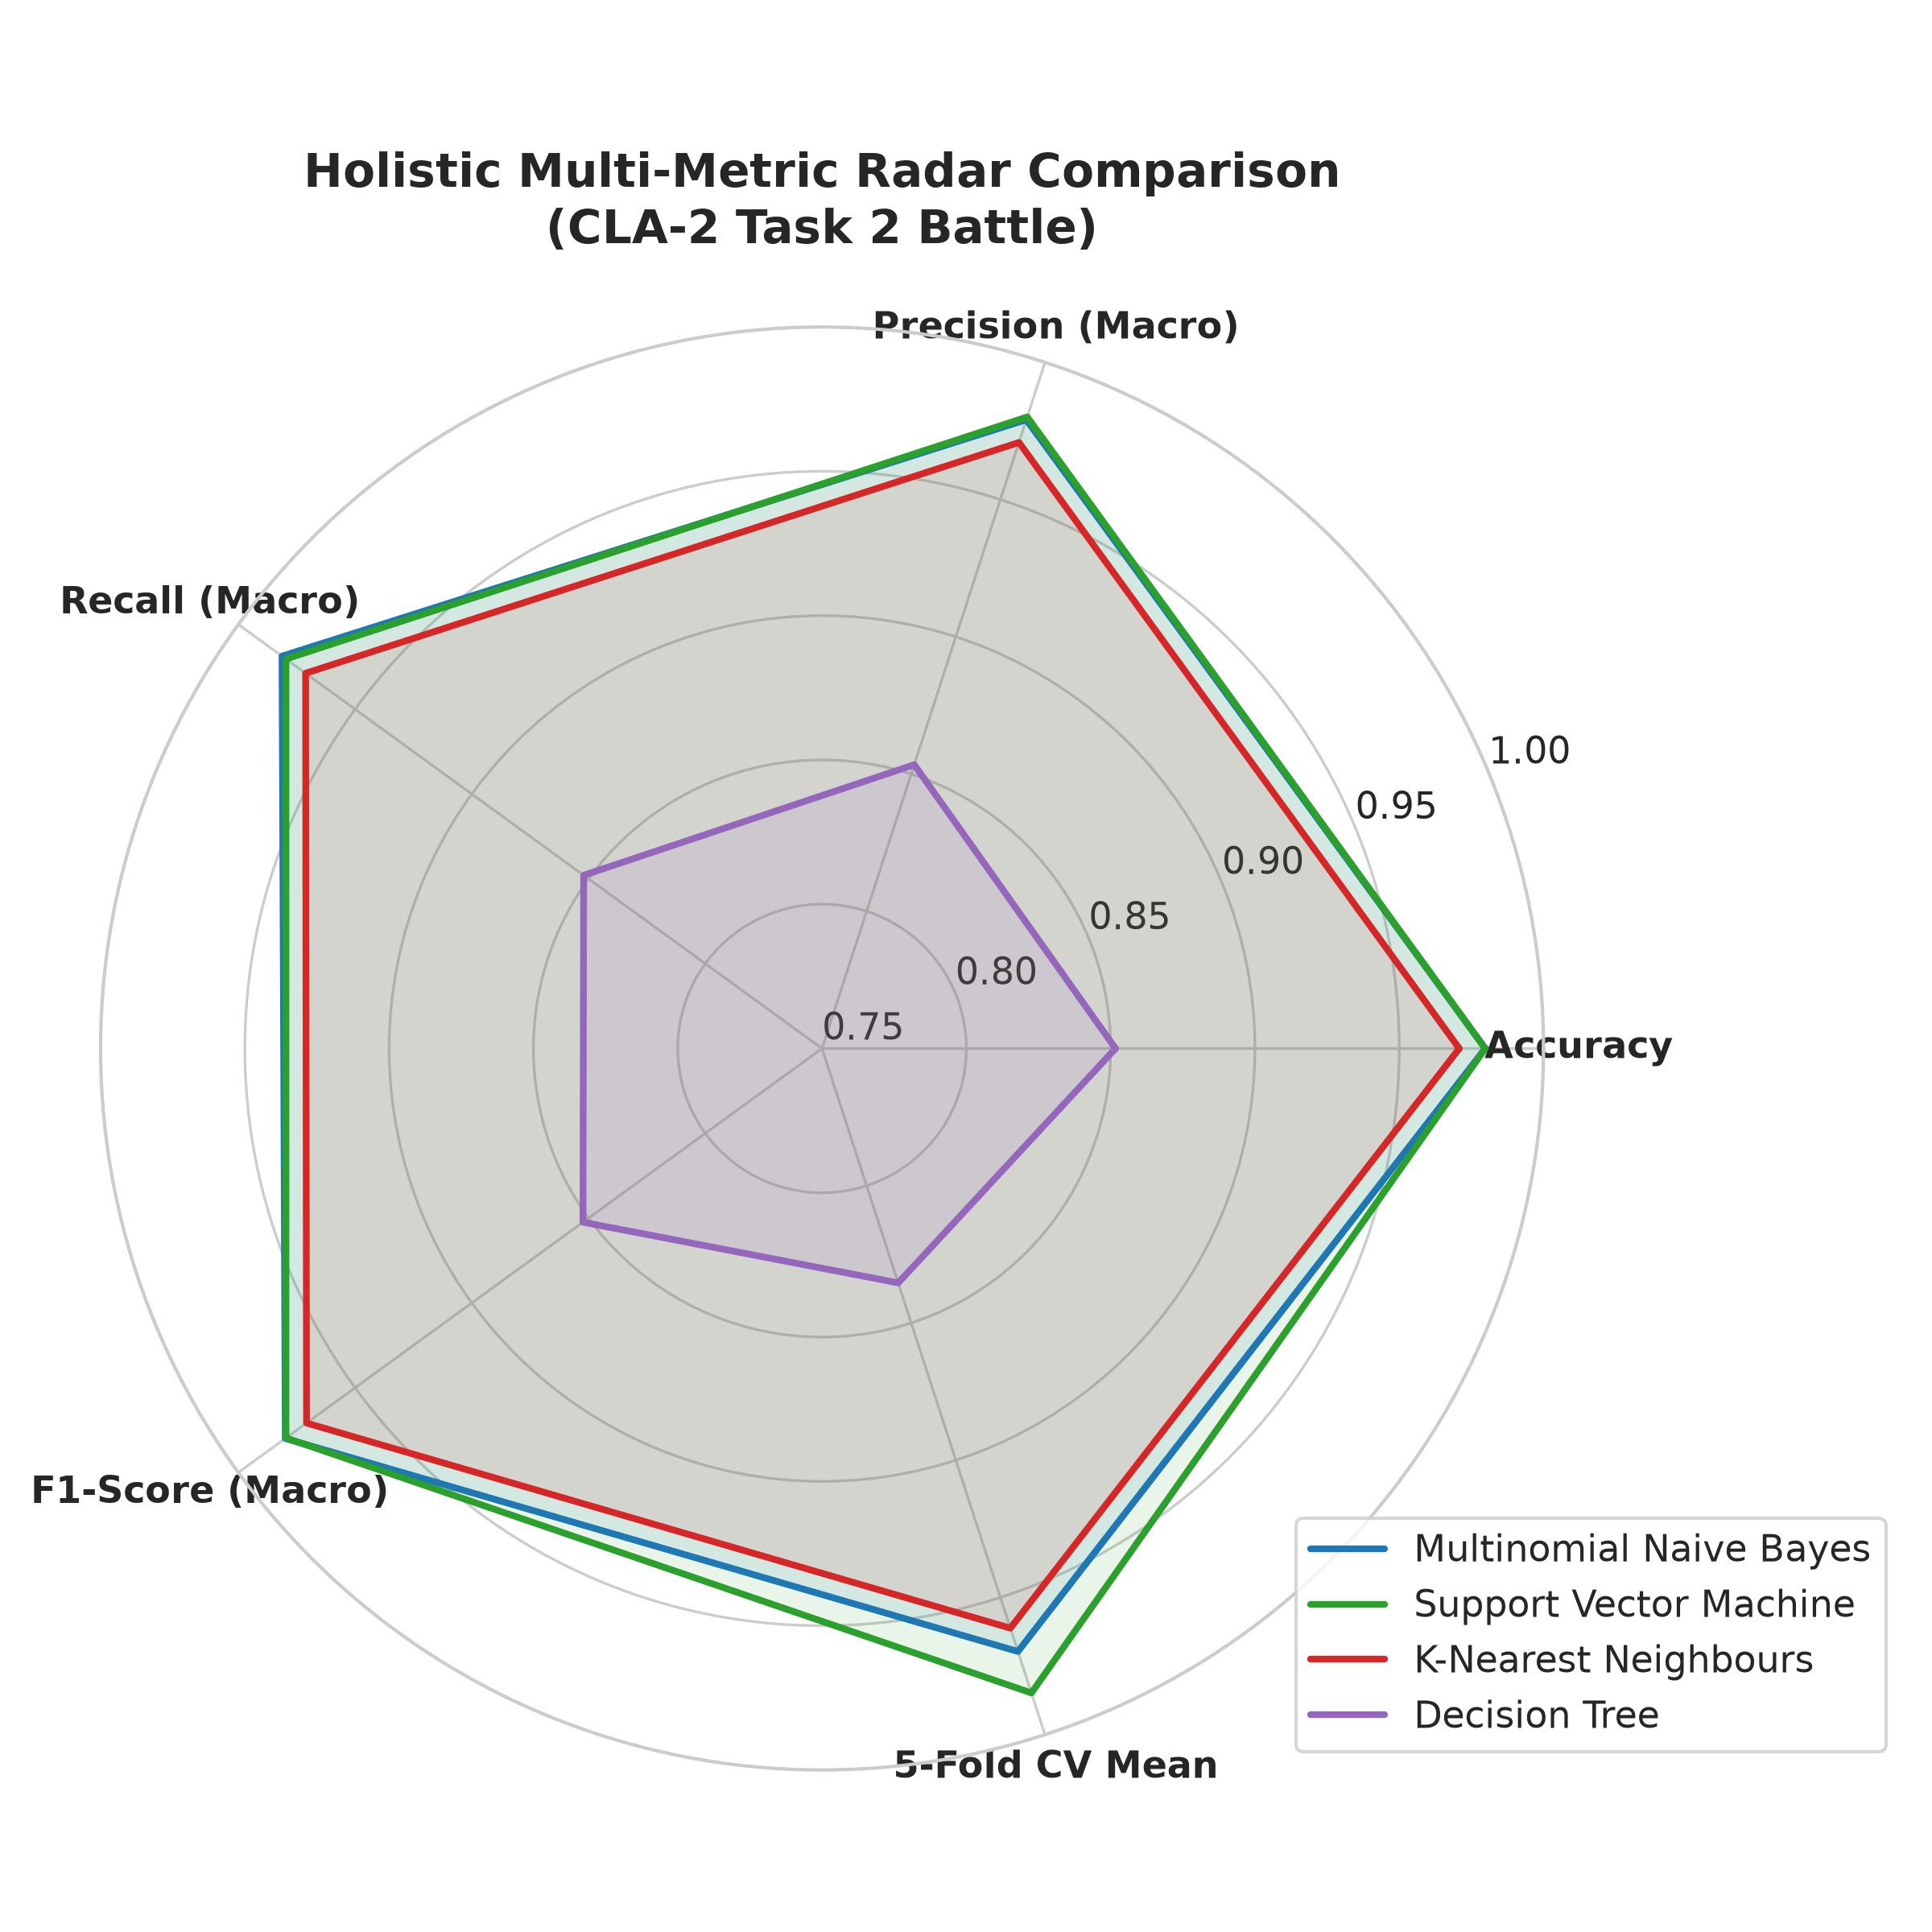 Holistic Multi-Metric Radar Comparison
(CLA-2 Task 2 Battle)
Precision (Macro)
Recall (Macro)
1.00
0.95
0.90
0.85
0.80
0.75
Accuracy
F1-Score (Macro)
5-Fold CV Mean
Multinomial Naive Bayes
Support Vector Machine
K-Nearest Neighbours
Decision Tree